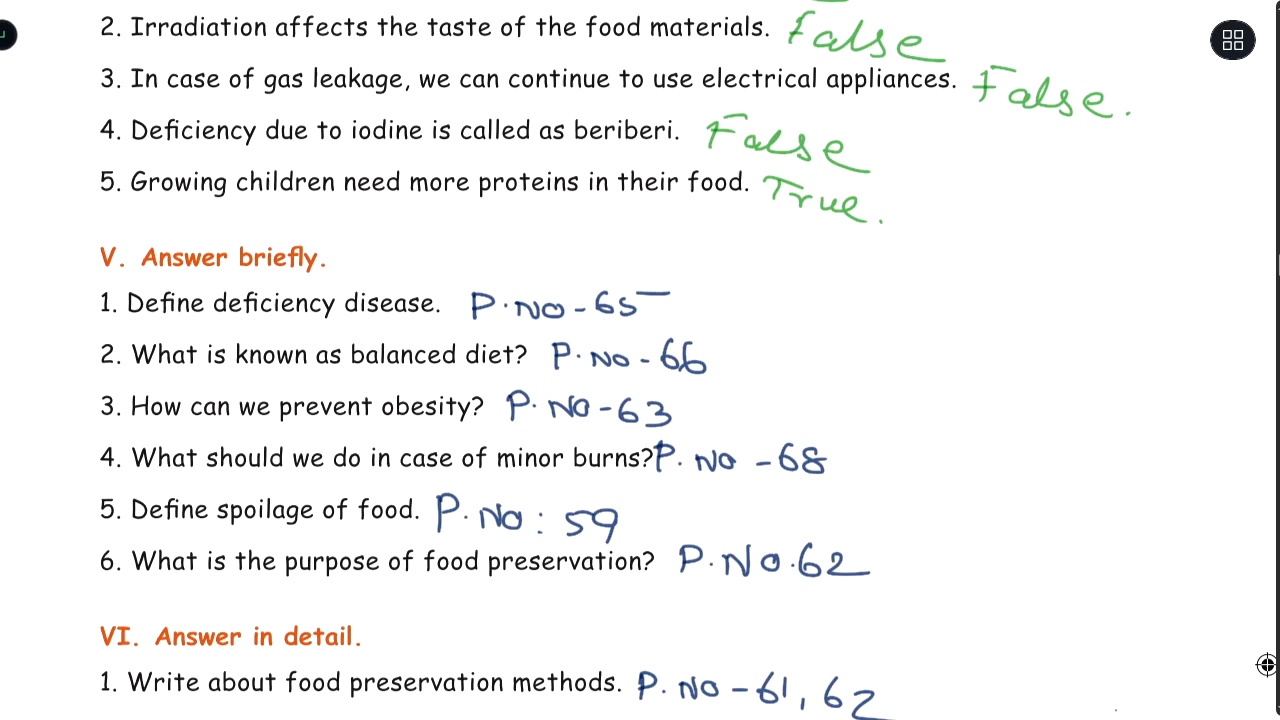 2. Irradiation affects the taste of the food materials. False
3. In case of gas leakage, we can continue to use electrical appliances. False.
4. Deficiency due to iodine is called as beriberi. False
5. Growing children need more proteins in their food. True.
V. Answer briefly.
1. Define deficiency disease. P.NO-65
2. What is known as balanced diet? P.No-66
3. How can we prevent obesity? P.NO-63
4. What should we do in case of minor burns? P.NO-68
5. Define spoilage of food. P.No:59
6. What is the purpose of food preservation? P.No.62
VI. Answer in detail.
1. Write about food preservation methods. P.NO-61, 62